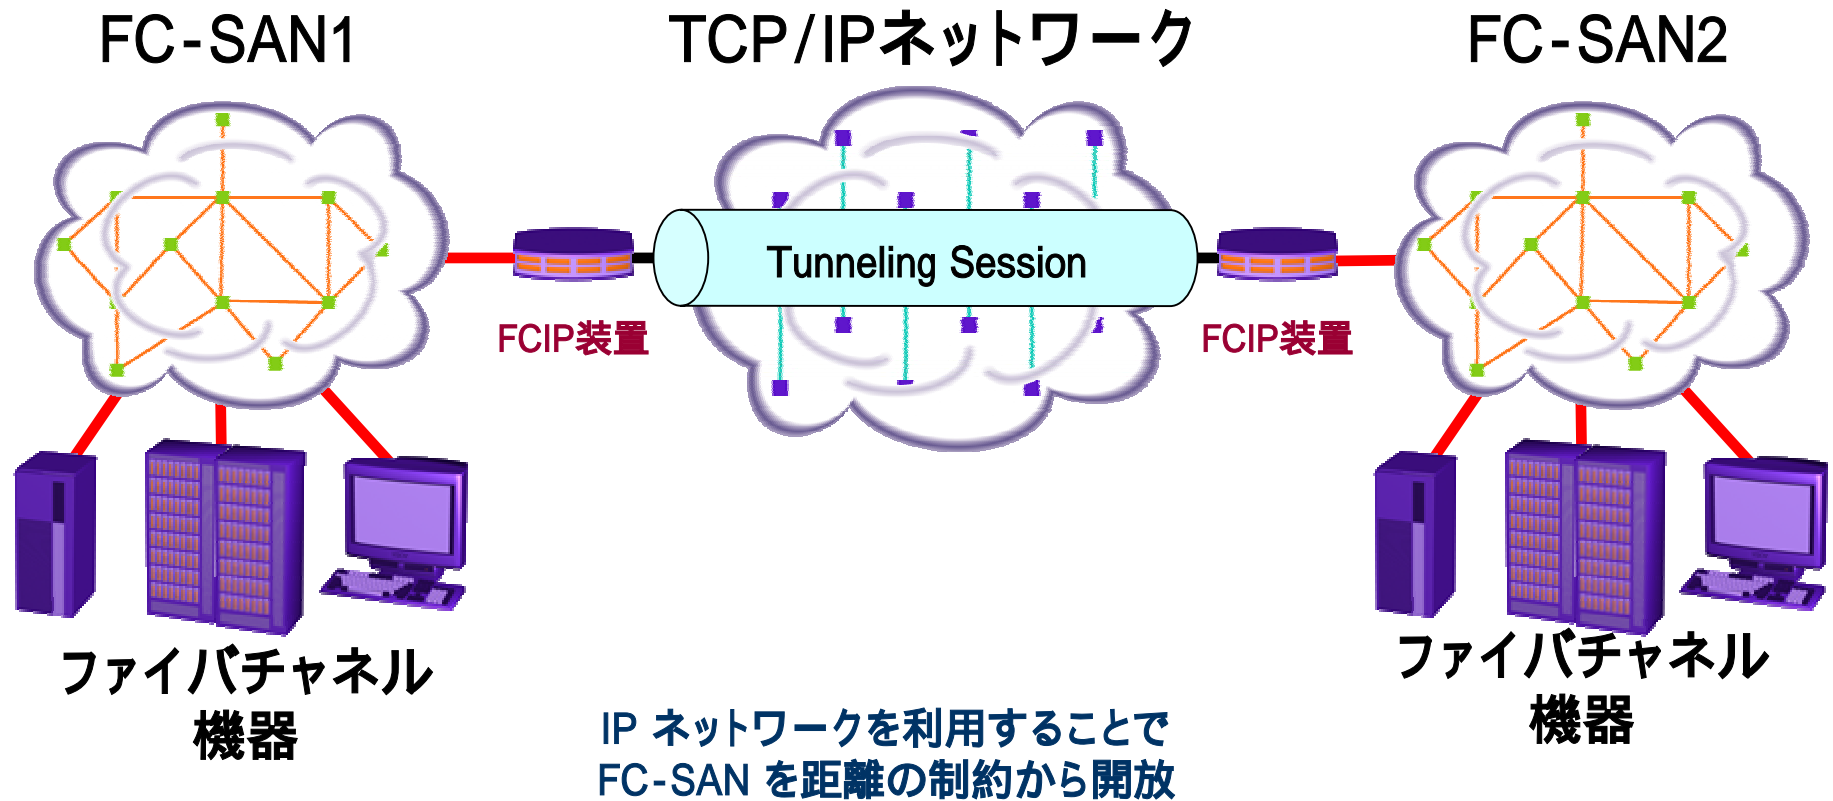 FC-SAN1
TCP/IPネットワーク
FC-SAN2
Tunneling Session
FCIP装置
FCIP装置
ファイバチャネル
機器
ファイバチャネル
機器
IP ネットワークを利用することで
FC-SAN を距離の制約から開放